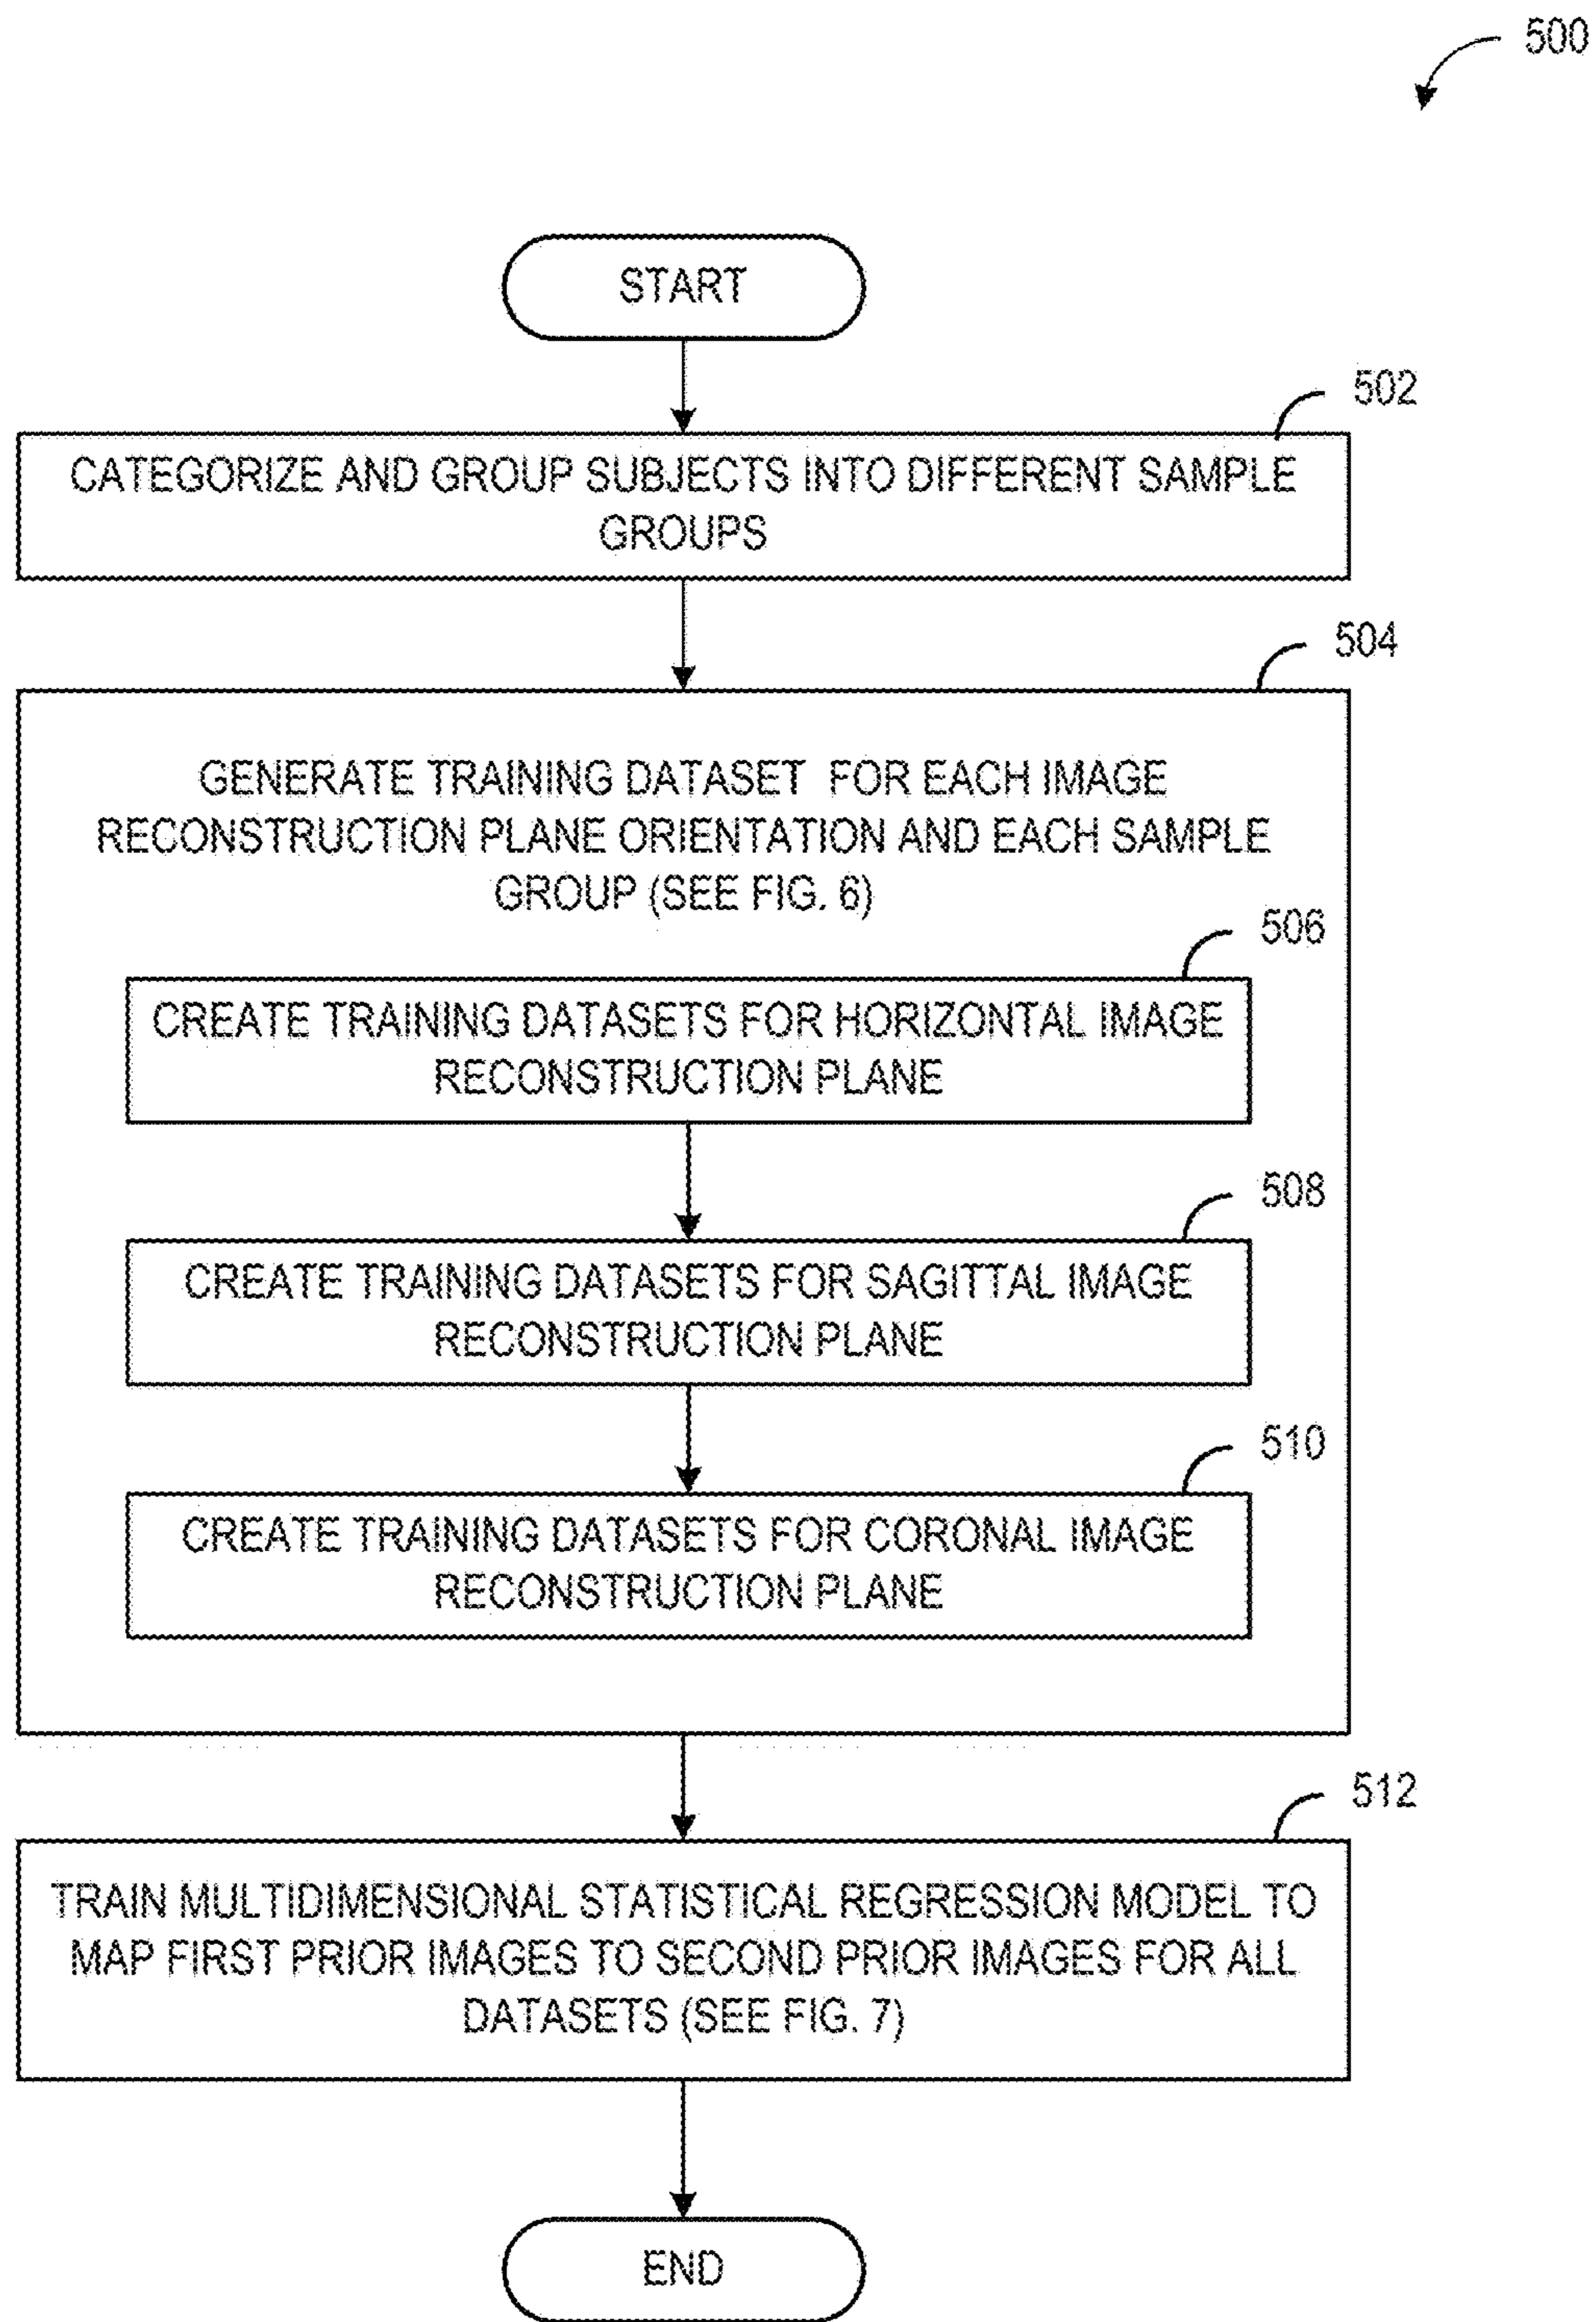 500
START
502
CATEGORIZE AND GROUP SUBJECTS INTO DIFFERENT SAMPLE
GROUPS
504
GENERATE TRAINING DATASET FOR EACH IMAGE
RECONSTRUCTION PLANE ORIENTATION AND EACH SAMPLE
GROUP (SEE FIG. 6)
506
CREATE TRAINING DATASETS FOR HORIZONTAL IMAGE
RECONSTRUCTION PLANE
508
CREATE TRAINING DATASETS FOR SAGITTAL IMAGE
RECONSTRUCTION PLANE
510
CREATE TRAINING DATASETS FOR CORONAL IMAGE
RECONSTRUCTION PLANE
512
TRAIN MULTIDIMENSIONAL STATISTICAL REGRESSION MODEL TO
MAP FIRST PRIOR IMAGES TO SECOND PRIOR IMAGES FOR ALL
DATASETS (SEE FIG. 7)
END